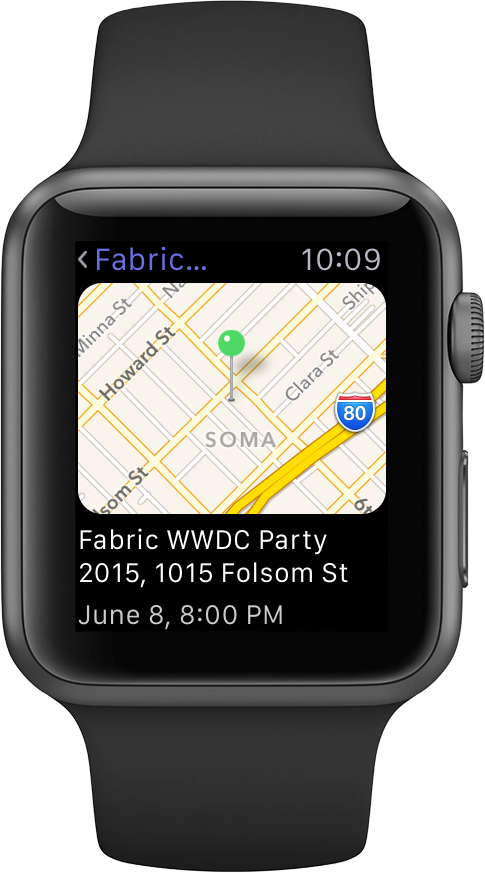 Fabric...
10:09
Minna St
Na
Ship
Howard St
Clara St
80
SOMA
lsom St
6t
Fabric WWDC Party
2015, 1015 Folsom St
June 8, 8:00 PM